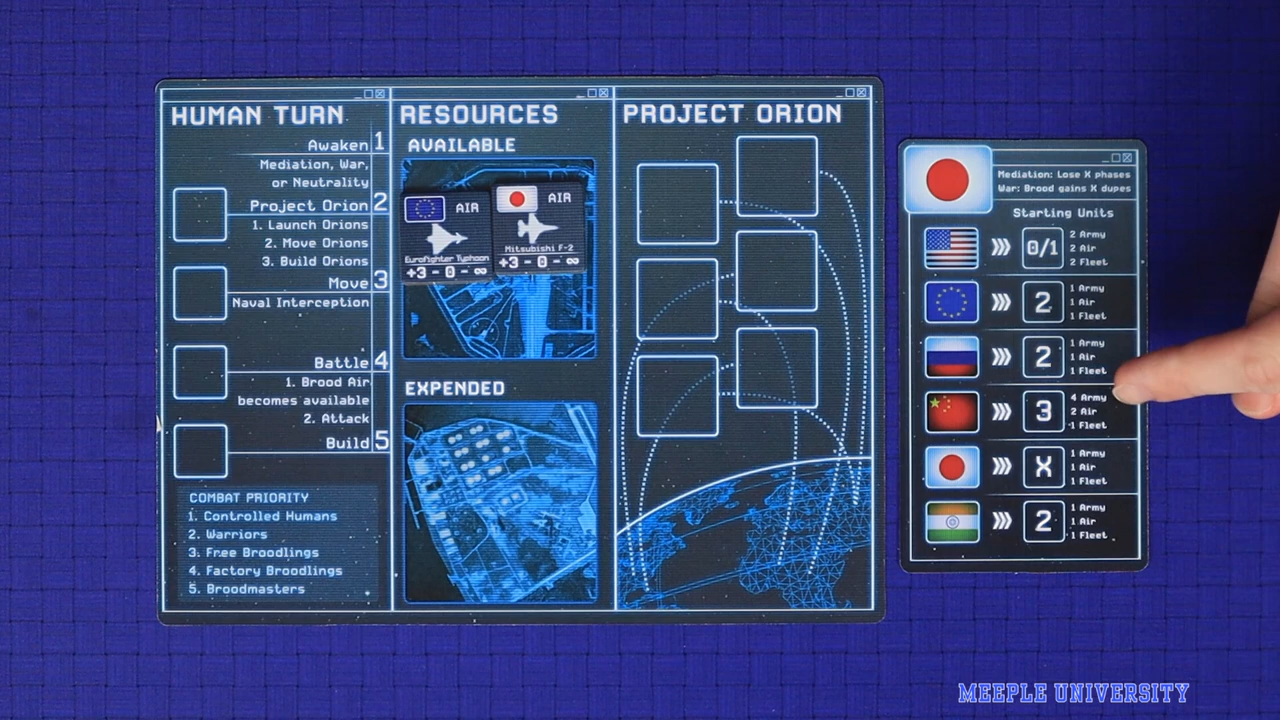 HUMAN TURN
Awaken 1
Mediation, War,
or Neutrality
Project Orion 2
1. Launch Orions
2. Move Orions
3. Build Orions
Move 3
Naval Interception
Battle 4
1. Brood Air
becomes available
2. Attack
Build 5
COMBAT PRIORITY
1. Controlled Humans
2. Warriors
3. Free Broodlings
4. Factory Broodlings
5. Broodmasters
RESOURCES
AVAILABLE
AIR
Eurofighter Typhoon
+3 - 0 - ∞
AIR
Mitsubishi F-2
+3 - 0 - ∞
EXPENDED
PROJECT ORION
Mediation: Lose X phases
War: Brood gains X dupes
Starting Units
0/1
2 Army
2 Air
2 Fleet
2
1 Army
1 Air
1 Fleet
2
1 Army
1 Air
1 Fleet
3
4 Army
2 Air
1 Fleet
X
1 Army
1 Air
1 Fleet
2
1 Army
1 Air
1 Fleet
MEEPLE UNIVERSITY